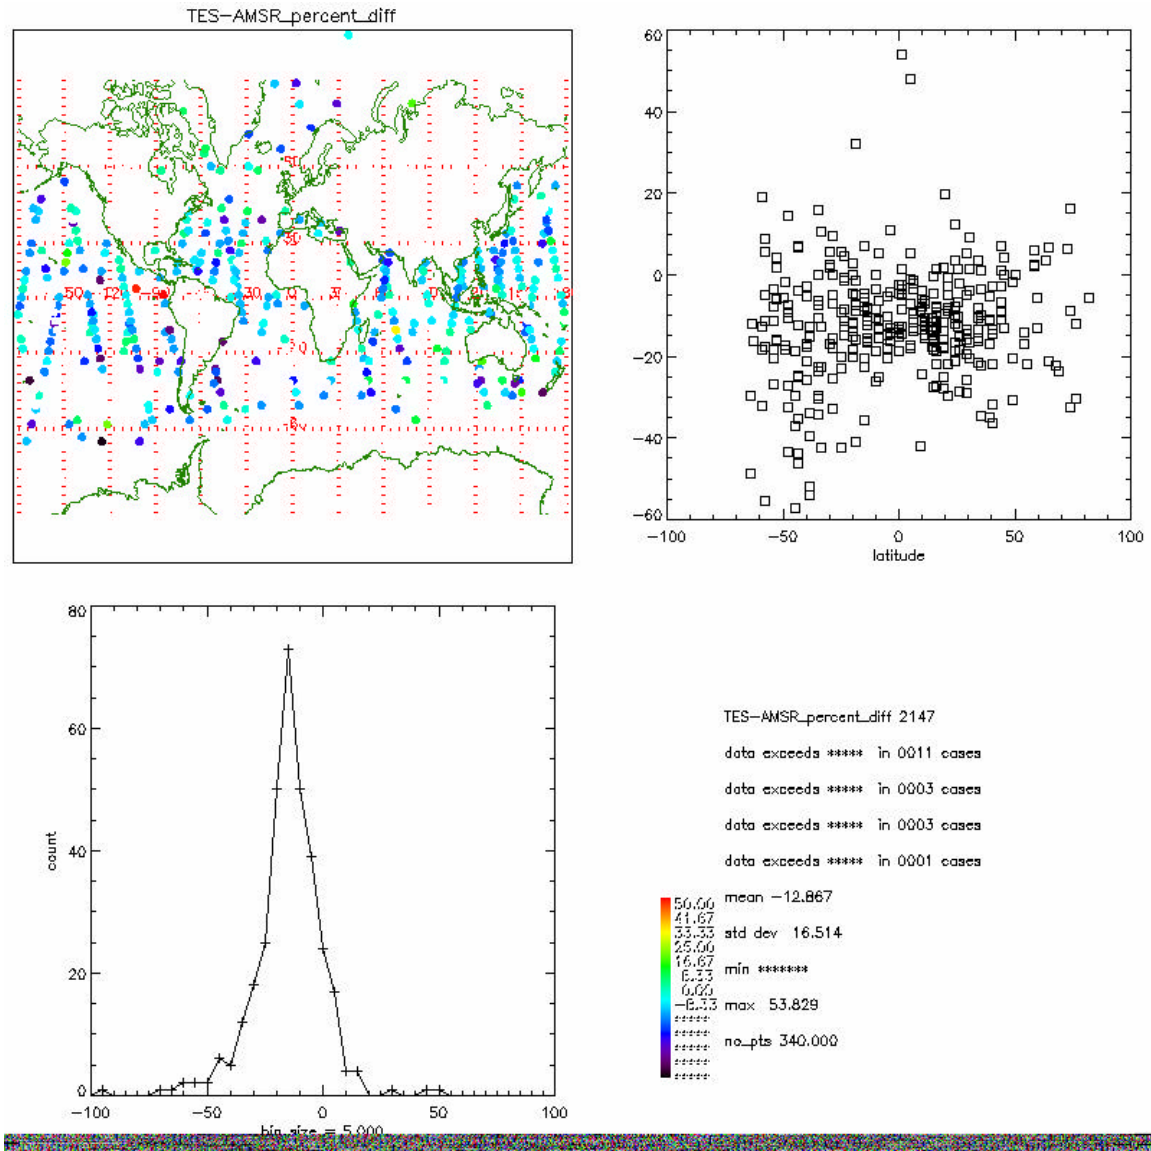 TES-AMSR_percent_diff
60
40
20
0
-20
-40
-60
-100
-50
0
50
100
latitude
80
60
40
20
0
count
-100
-50
0
50
100
bin size = 5.000
TES-AMSR_percent_diff 2147
data exceeds ***** in 0011 cases
data exceeds ***** in 0003 cases
data exceeds ***** in 0003 cases
data exceeds ***** in 0001 cases
mean -12.867
std dev 16.514
min *******
max 53.829
no_pts 340.000
50.00
41.67
33.33
25.00
16.67
8.33
0.00
-8.33
*****
*****
*****
*****
*****